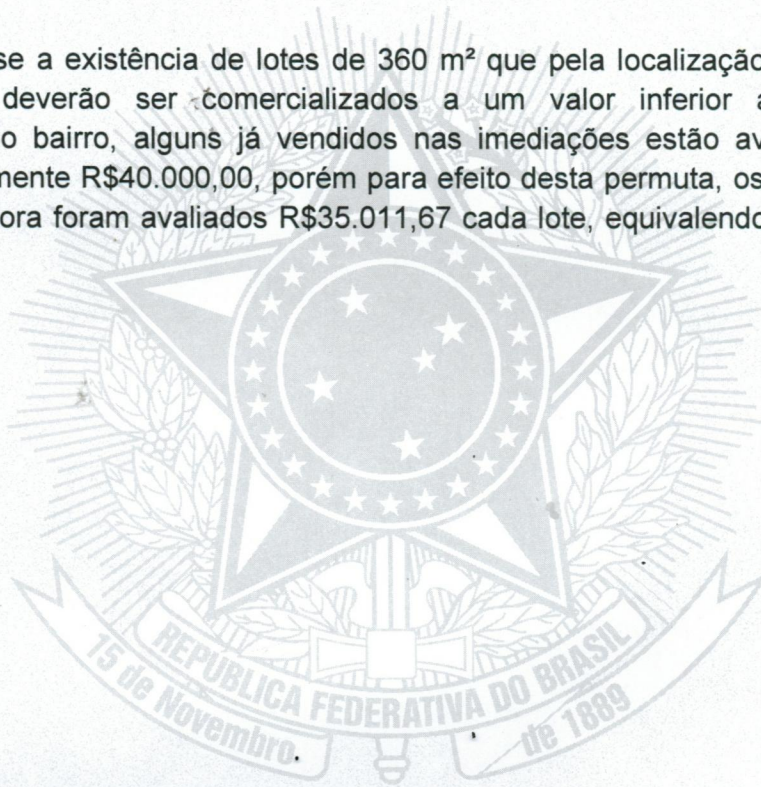 se a existência de lotes de 360 m² que pela localização
deverão ser comercializados a um valor inferior a
o bairro, alguns já vendidos nas imediações estão av
mente R$40.000,00, porém para efeito desta permuta, os
ora foram avaliados R$35.011,67 cada lote, equivalendo
REPÚBLICA FEDERATIVA DO BRASIL
15 de Novembro
de 1889